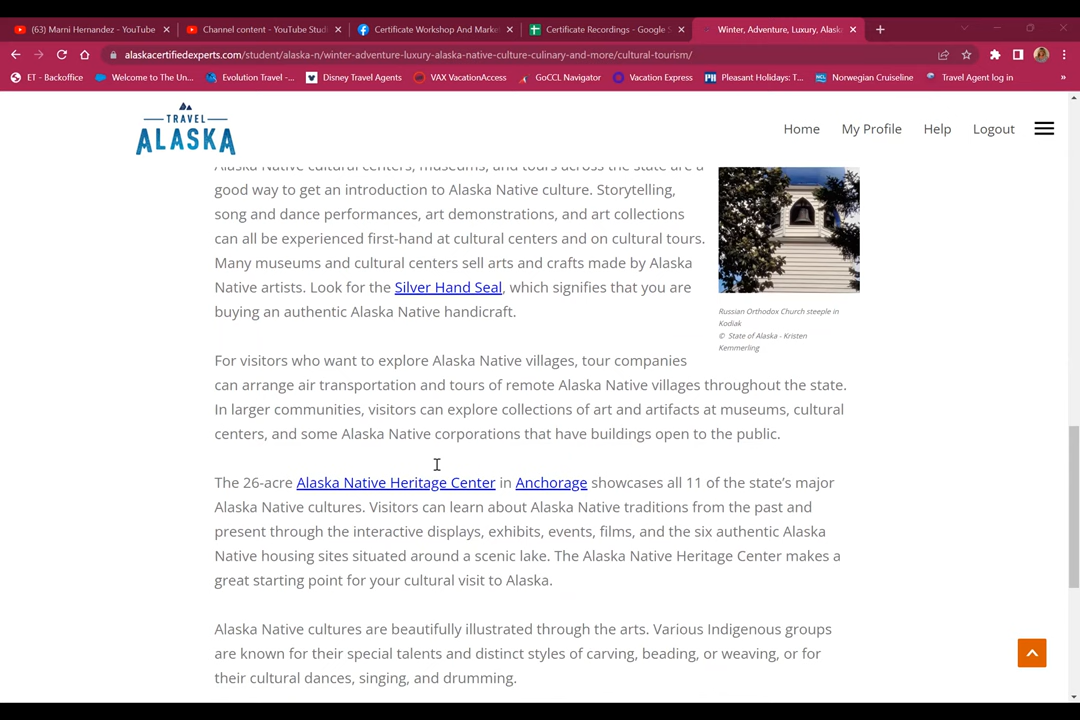 (63) Marni Hernandez - YouTube
Channel content - YouTube Studi
Certificate Workshop And Marke
Certificate Recordings - Google S
Winter, Adventure, Luxury, Alaska
alaskacertifiedexperts.com/student/alaska-n/winter-adventure-luxury-alaska-native-culture-culinary-and-more/cultural-tourism/
ET - Backoffice
Welcome to The Un...
Evolution Travel -...
Disney Travel Agents
VAX VacationAccess
GoCCL Navigator
Vacation Express
Pleasant Holidays: T...
Norwegian Cruiseline
Travel Agent log in
TRAVEL
ALASKA
Home
My Profile
Help
Logout
Alaska Native cultural centers, museums, and tours across the state are a
good way to get an introduction to Alaska Native culture. Storytelling,
song and dance performances, art demonstrations, and art collections
can all be experienced first-hand at cultural centers and on cultural tours.
Many museums and cultural centers sell arts and crafts made by Alaska
Native artists. Look for the Silver Hand Seal, which signifies that you are
buying an authentic Alaska Native handicraft.
Russian Orthodox Church steeple in
Kodiak
© State of Alaska - Kristen
Kemmerling
For visitors who want to explore Alaska Native villages, tour companies
can arrange air transportation and tours of remote Alaska Native villages throughout the state.
In larger communities, visitors can explore collections of art and artifacts at museums, cultural
centers, and some Alaska Native corporations that have buildings open to the public.
The 26-acre Alaska Native Heritage Center in Anchorage showcases all 11 of the state's major
Alaska Native cultures. Visitors can learn about Alaska Native traditions from the past and
present through the interactive displays, exhibits, events, films, and the six authentic Alaska
Native housing sites situated around a scenic lake. The Alaska Native Heritage Center makes a
great starting point for your cultural visit to Alaska.
Alaska Native cultures are beautifully illustrated through the arts. Various Indigenous groups
are known for their special talents and distinct styles of carving, beading, or weaving, or for
their cultural dances, singing, and drumming.